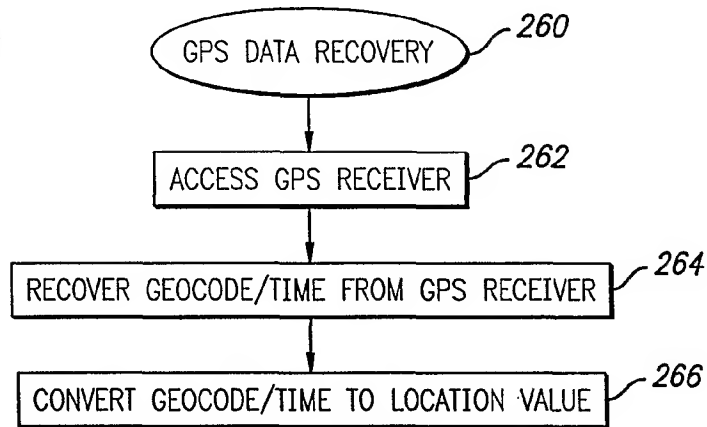 GPS DATA RECOVERY
260
ACCESS GPS RECEIVER
262
RECOVER GEOCODE/TIME FROM GPS RECEIVER
264
CONVERT GEOCODE/TIME TO LOCATION VALUE
266